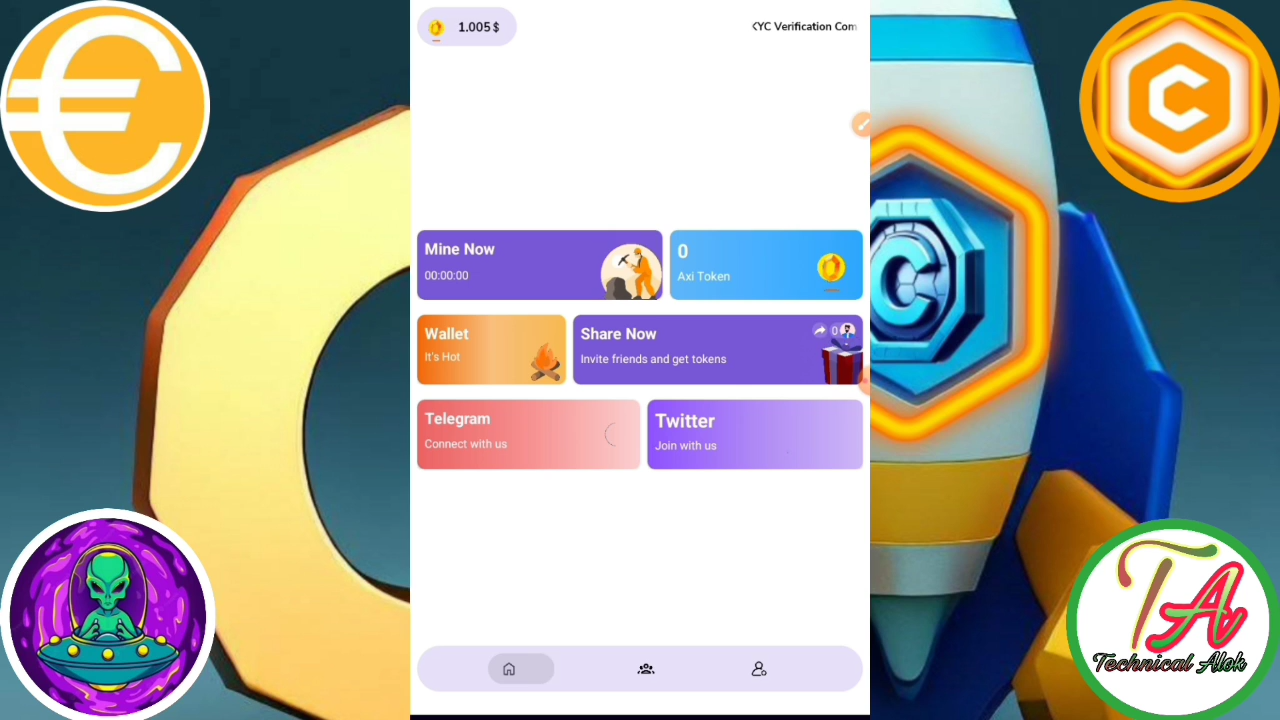 1.005$
KYC Verification Com
Mine Now
00:00:00
0
Axi Token
Wallet
It's Hot
Share Now
0
Invite friends and get tokens
Telegram
Connect with us
Twitter
Join with us
€
C
C
TA
Technical Alok